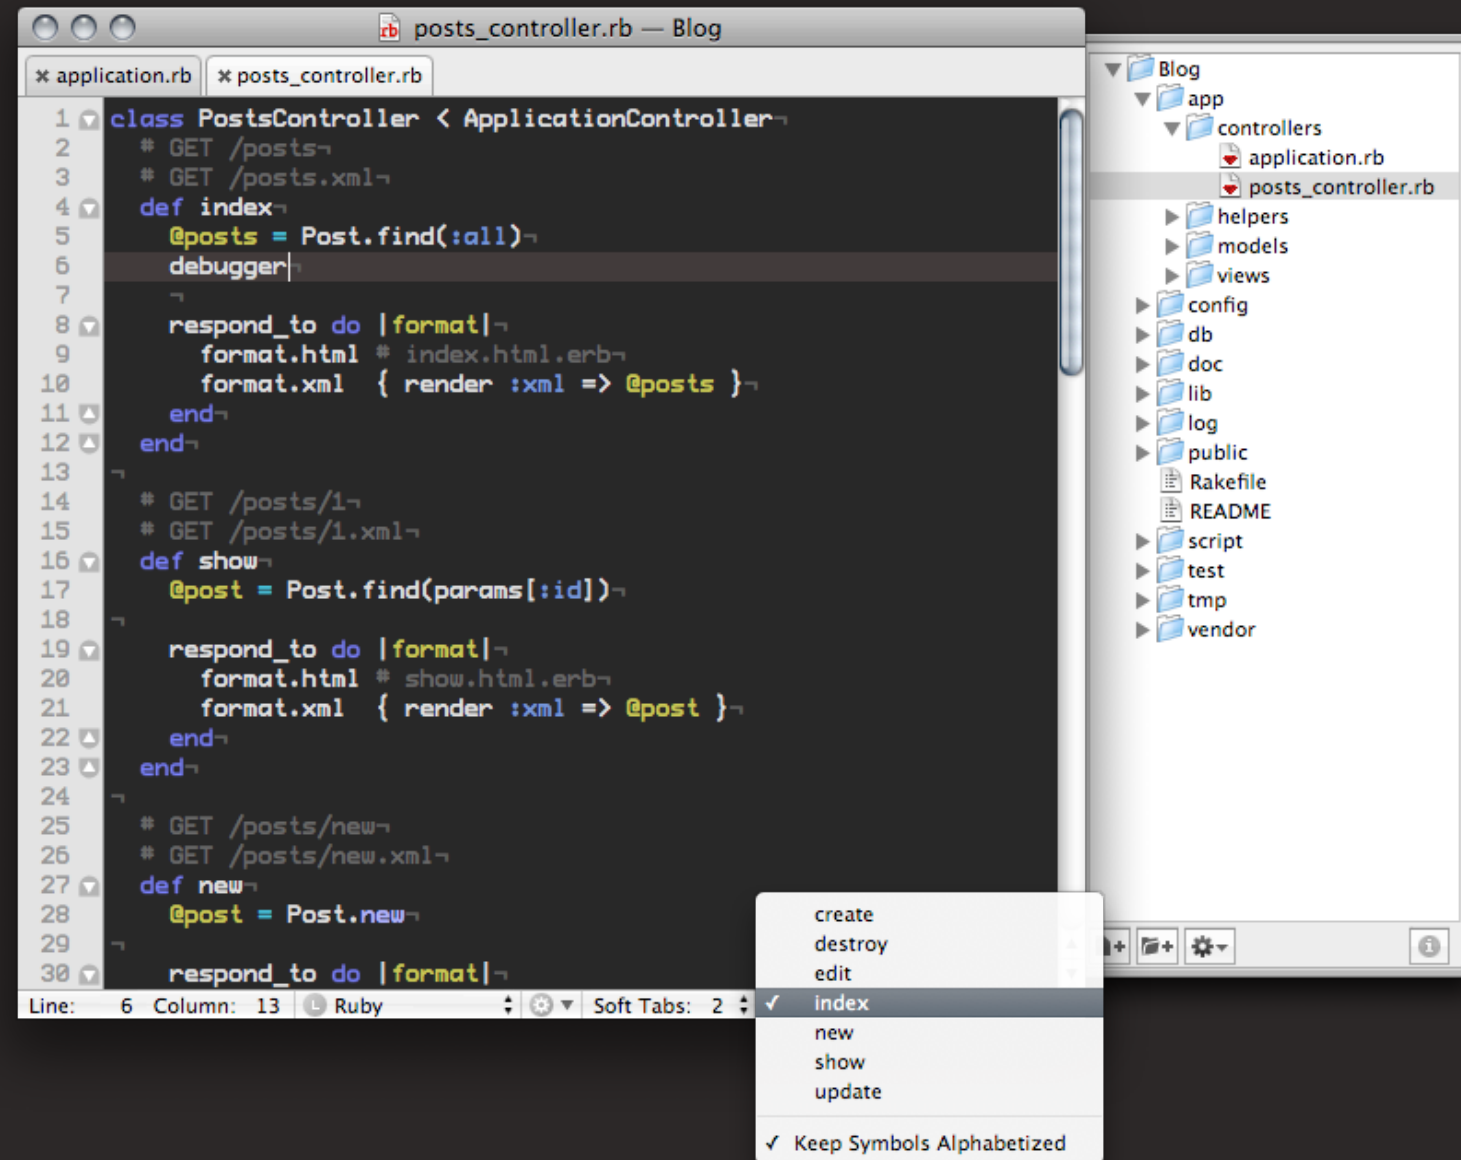 posts_controller.rb — Blog
application.rb
posts_controller.rb
1 class PostsController < ApplicationController¬
2 # GET /posts¬
3 # GET /posts.xml¬
4 def index¬
5 @posts = Post.find(:all)¬
6 debugger¬
7 ¬
8 respond_to do |format|¬
9 format.html # index.html.erb¬
10 format.xml { render :xml => @posts }¬
11 end¬
12 end¬
13 ¬
14 # GET /posts/1¬
15 # GET /posts/1.xml¬
16 def show¬
17 @post = Post.find(params[:id])¬
18 ¬
19 respond_to do |format|¬
20 format.html # show.html.erb¬
21 format.xml { render :xml => @post }¬
22 end¬
23 end¬
24 ¬
25 # GET /posts/new¬
26 # GET /posts/new.xml¬
27 def new¬
28 @post = Post.new¬
29 ¬
30 respond_to do |format|¬
Line: 6 Column: 13 L Ruby Soft Tabs: 2
create
destroy
edit
✓ index
new
show
update
✓ Keep Symbols Alphabetized
Blog
app
controllers
application.rb
posts_controller.rb
helpers
models
views
config
db
doc
lib
log
public
Rakefile
README
script
test
tmp
vendor